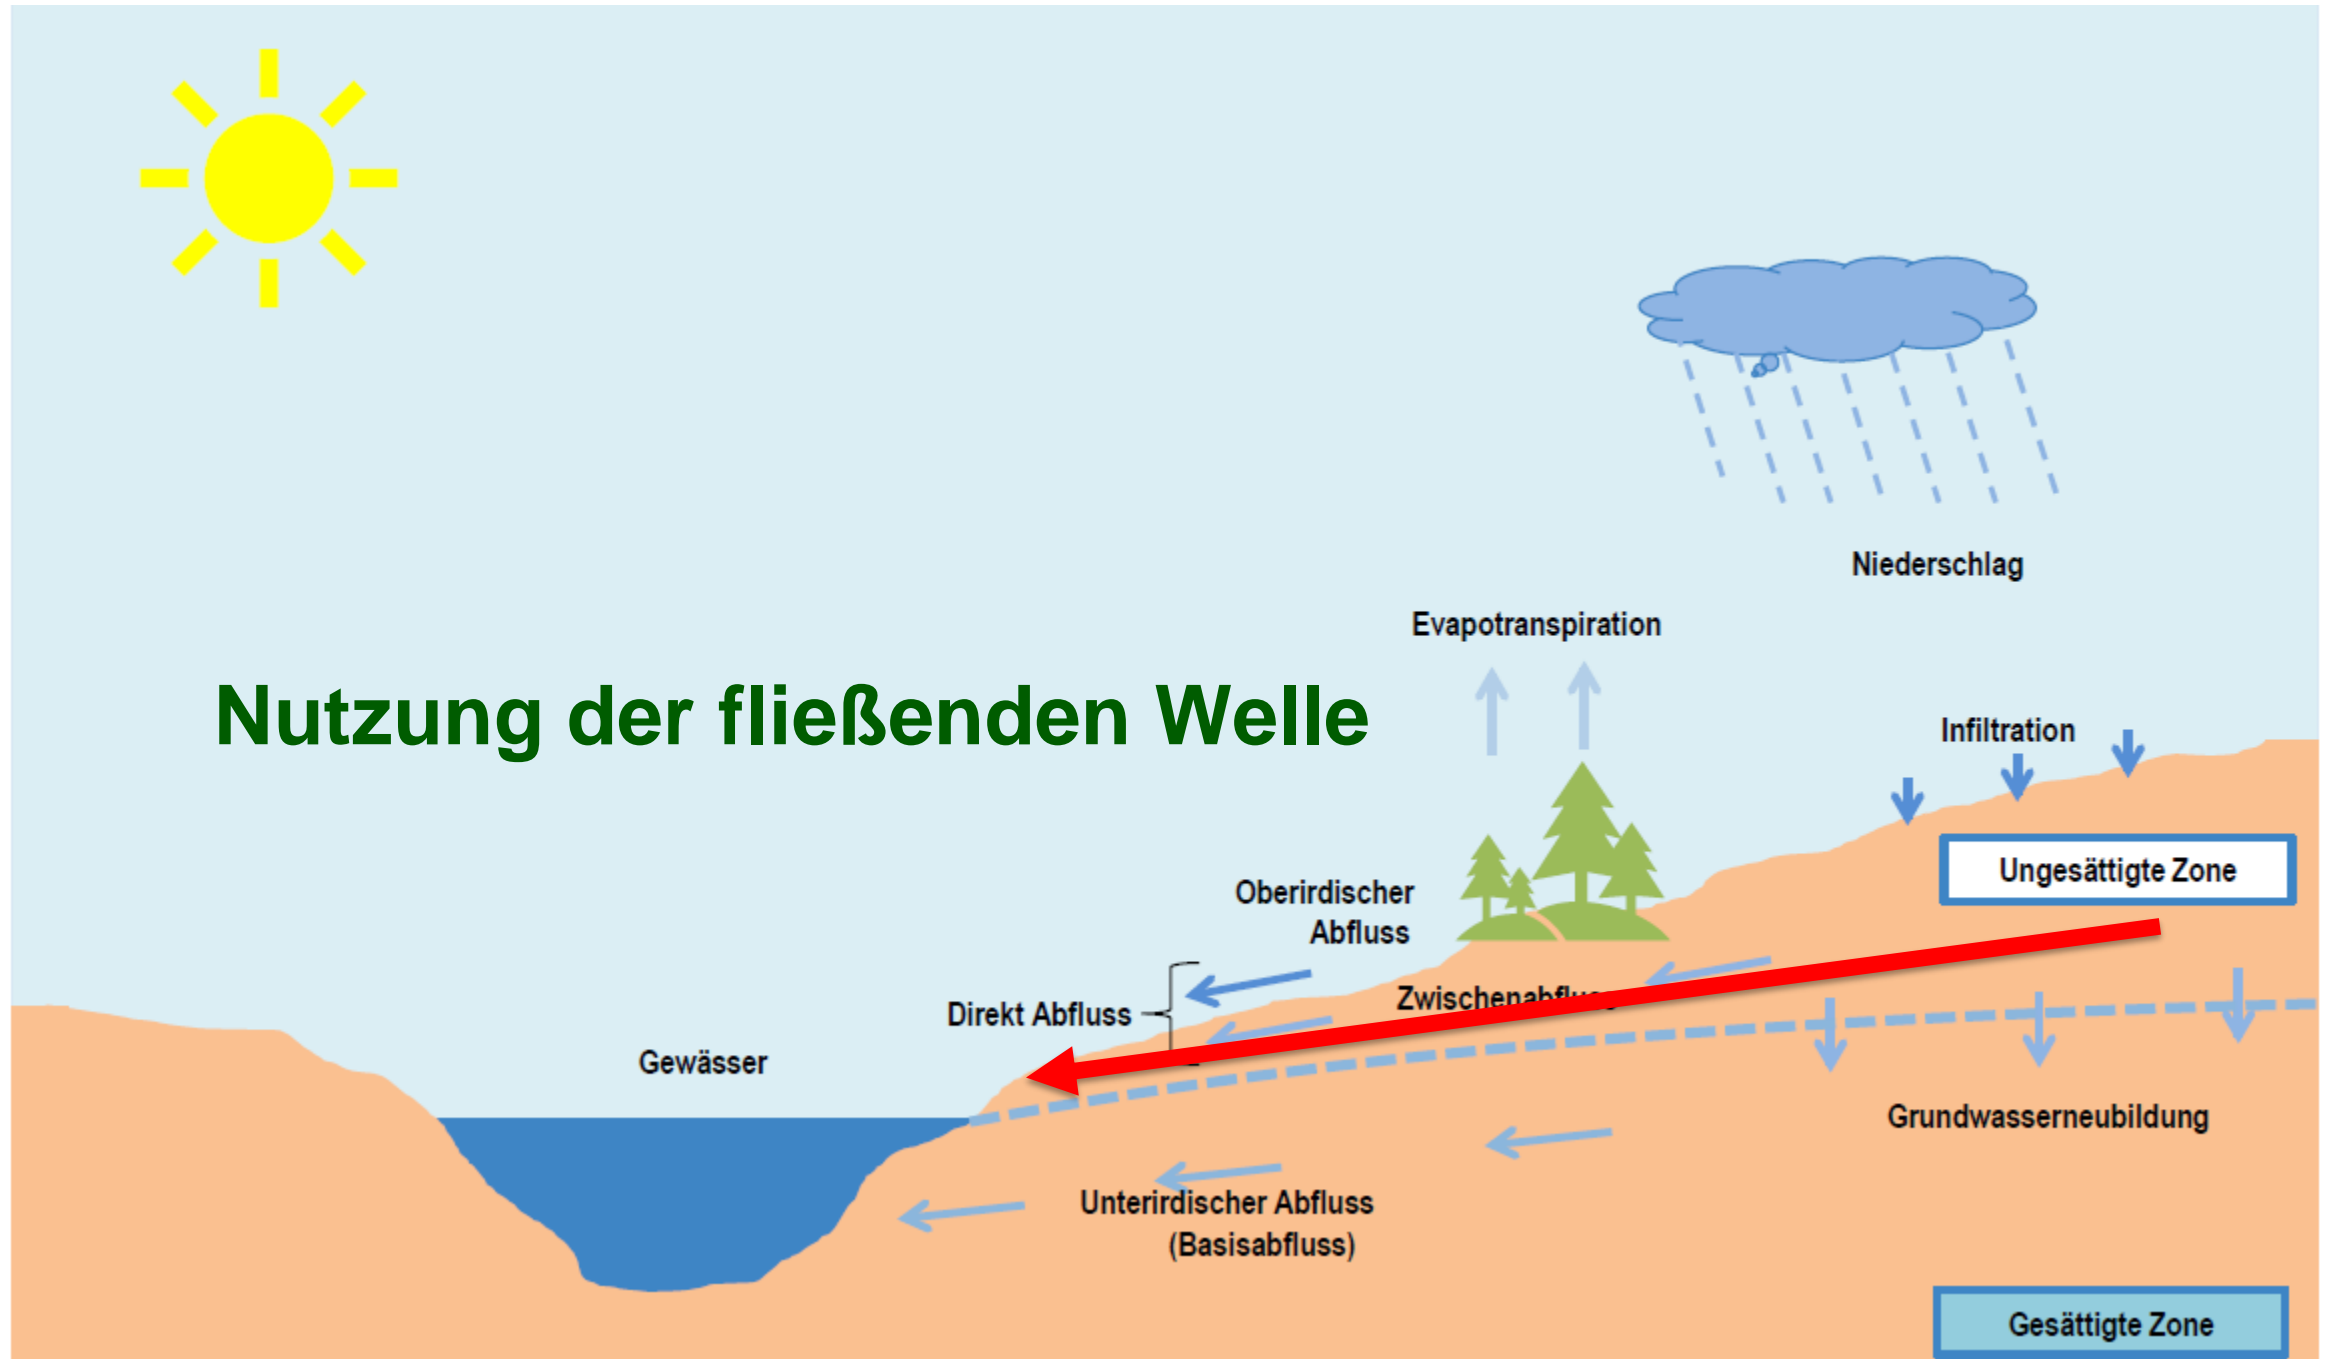 Niederschlag
Evapotranspiration
Nutzung der fließenden Welle
Infiltration
Ungesättigte Zone
Oberirdischer
Abfluss
Zwischenabfluss
Direkt Abfluss
Gewässer
Grundwasserneubildung
Unterirdischer Abfluss
(Basisabfluss)
Gesättigte Zone